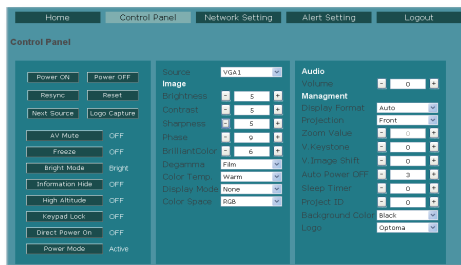 Home Control Panel Network Setting Alert Setting Logout
Control Panel
Power ON Power OFF
Resync Reset
Next Source Logo Capture
AV Mute OFF
Freeze OFF
Bright Mode Bright
Information Hide OFF
High Altitude OFF
Keypad Lock OFF
Direct Power On OFF
Power Mode Active
Source VGA1
Image
Brightness - 5 +
Contrast - 5 +
Sharpness - 5 +
Phase - 9 +
BrilliantColor - 6 +
Degamma Film
Color Temp. Warm
Display Mode None
Color Space RGB
Audio
Volume - 0 +
Managment
Display Format Auto
Projection Front
Zoom Value - 0 +
V.Keystone - 0 +
V.Image Shift - 0 +
Auto Power OFF - 3 +
Sleep Timer - 0 +
Project ID - 0 +
Background Color Black
Logo Optoma